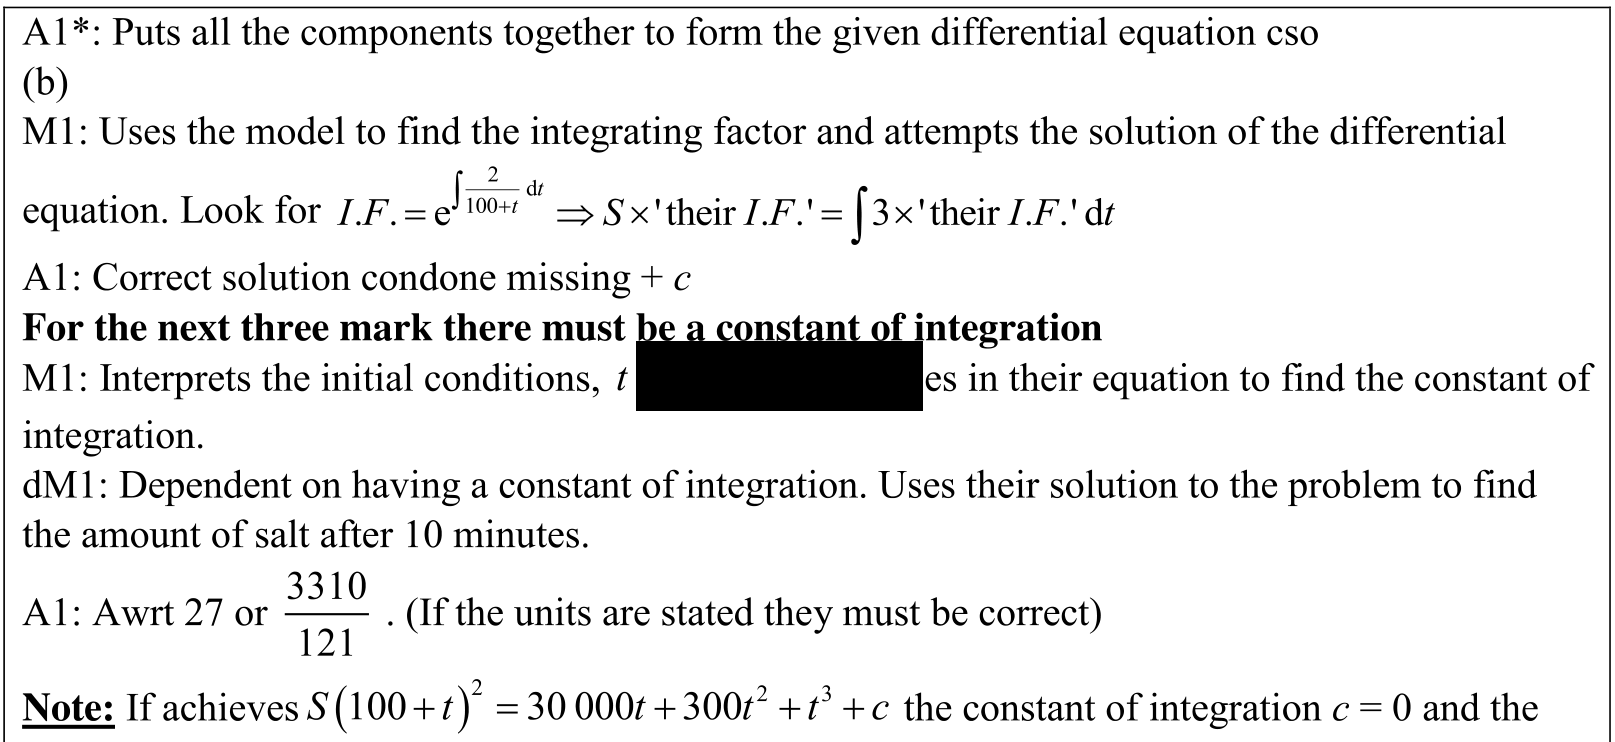 A1*: Puts all the components together to form the given differential equation cso
(b)
M1: Uses the model to find the integrating factor and attempts the solution of the differential
equation. Look for I.F. = e^{∫ 2/(100+t) dt} ⇒ S×'their I.F.' = ∫3×'their I.F.' dt
A1: Correct solution condone missing + c
For the next three mark there must be a constant of integration
M1: Interprets the initial conditions, t es in their equation to find the constant of
integration.
dM1: Dependent on having a constant of integration. Uses their solution to the problem to find
the amount of salt after 10 minutes.
A1: Awrt 27 or 3310/121 . (If the units are stated they must be correct)
Note: If achieves S(100+t)² = 30 000t + 300t² + t³ + c the constant of integration c = 0 and the